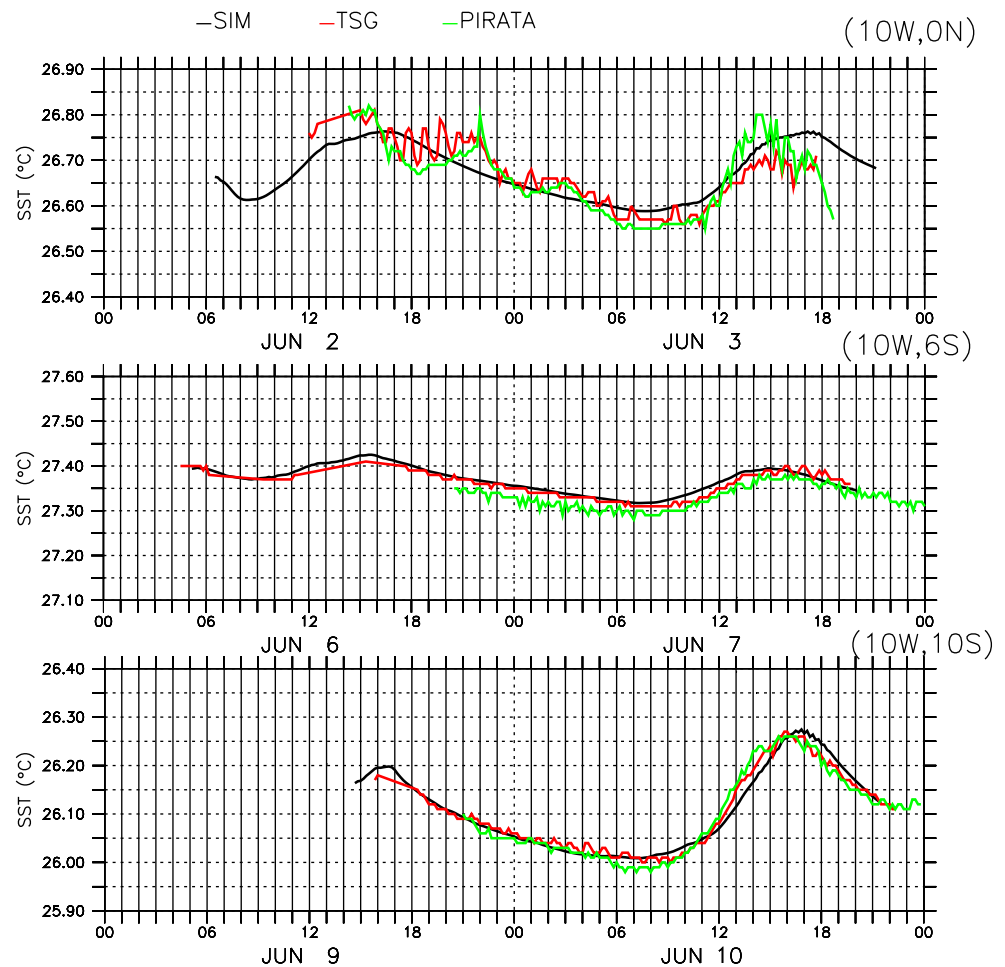 —SIM —TSG —PIRATA
(10W,0N)
26.90
26.80
26.70
26.60
26.50
26.40
SST (°C)
00 06 12 18 00 06 12 18 00
JUN 2 JUN 3
(10W,6S)
27.60
27.50
27.40
27.30
27.20
27.10
SST (°C)
00 06 12 18 00 06 12 18 00
JUN 6 JUN 7
(10W,10S)
26.40
26.30
26.20
26.10
26.00
25.90
SST (°C)
00 06 12 18 00 06 12 18 00
JUN 9 JUN 10